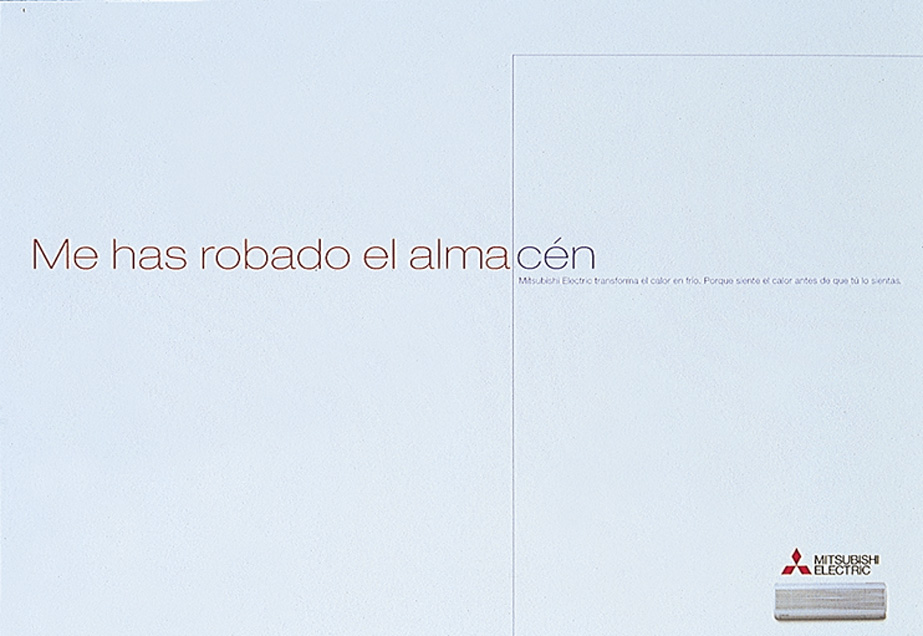 Me has robado el almacén
Mitsubishi Electric transforma el calor en frío. Porque siente el calor antes de que tú lo sientas.
MITSUBISHI
ELECTRIC